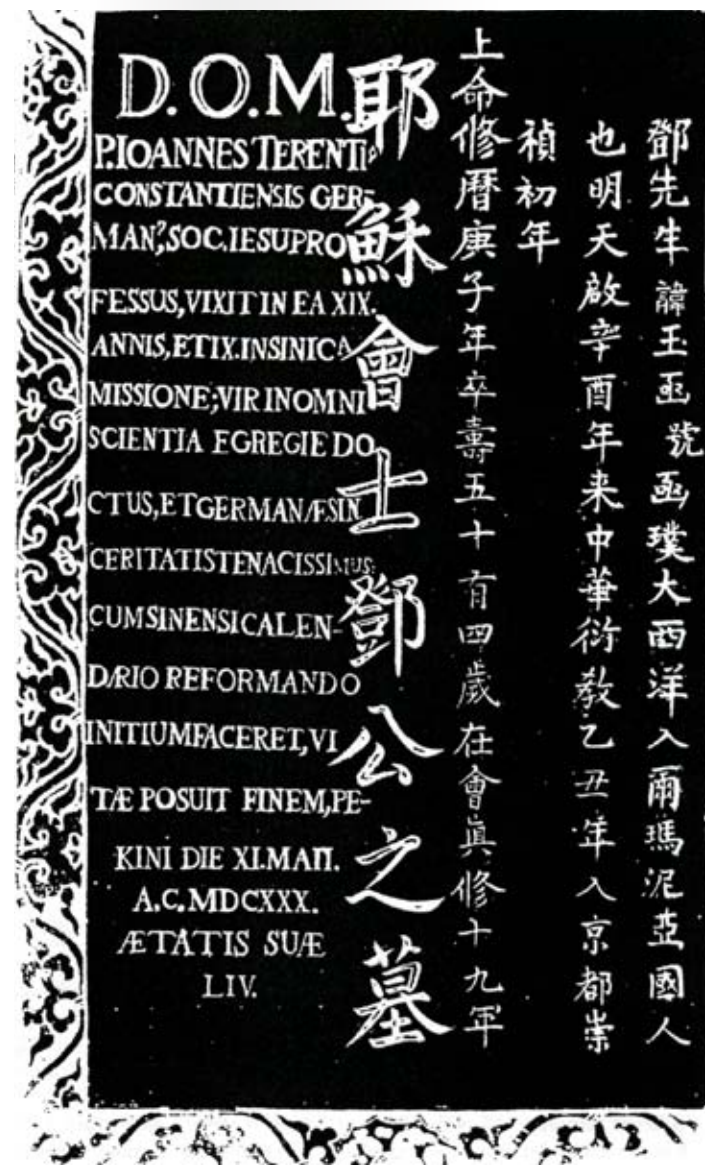 鄧先生諱玉函號函璞大西洋入爾瑪泥亞國人
也明天啟辛酉年来中華衍教乙丑年入京都崇
禎初年
上命修曆庚子年卒壽五十有四歲在會眞修十九年
耶穌會士鄧公之墓
D. O. M.
P. IOANNES TERENTIꝰ
CONSTANTIENSIS GER-
MANꝰ, SOC. IESU PRO
FESSUS, VIXIT IN EA XIX.
ANNIS, ET IX. IN SINICA
MISSIONE; VIR IN OMNI
SCIENTIA EGREGIE DO
CTUS, ET GERMANÆ SIN
CERITATIS TENACISSIMUS:
CUM SINENSI CALEN-
DARIO REFORMANDO
INITIUM FACERET, VI
TÆ POSUIT FINEM, PE-
KINI DIE XI. MAII.
A.C. MDCXXX.
ÆTATIS SUÆ
LIV.